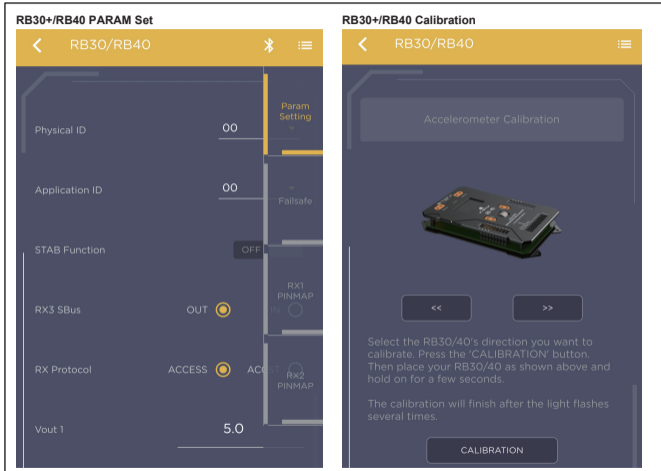 RB30+/RB40 PARAM Set
RB30/RB40
Param
Setting
Physical ID 00
Application ID 00
Failsafe
STAB Function OFF
RX1
PINMAP
RX3 SBus OUT IN
RX Protocol ACCESS
RX2
PINMAP
Vout 1 5.0
RB30+/RB40 Calibration
RB30/RB40
Accelerometer Calibration
<< >>
Select the RB30/40's direction you want to
calibrate. Press the 'CALIBRATION' button.
Then place your RB30/40 as shown above and
hold on for a few seconds.
The calibration will finish after the light flashes
several times.
CALIBRATION